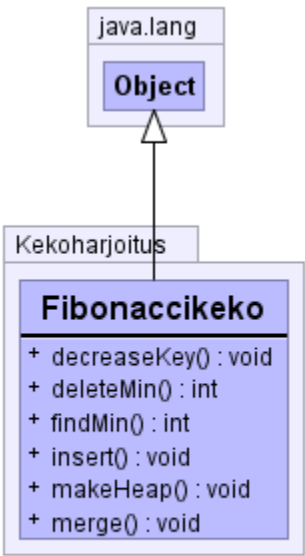 java.lang
Object
Kekoharjoitus
Fibonaccikeko
+ decreaseKey() : void
+ deleteMin() : int
+ findMin() : int
+ insert() : void
+ makeHeap() : void
+ merge() : void